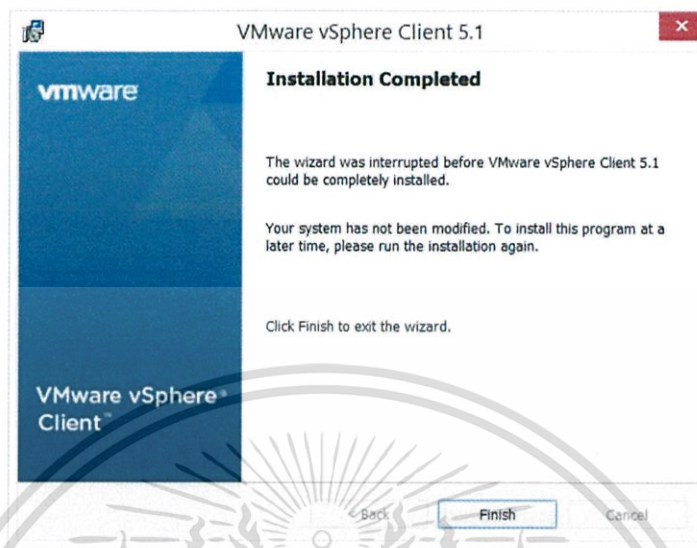 VMware vSphere Client 5.1
vmware
Installation Completed
The wizard was interrupted before VMware vSphere Client 5.1
could be completely installed.
Your system has not been modified. To install this program at a
later time, please run the installation again.
Click Finish to exit the wizard.
VMware vSphere®
Client™
< Back
Finish
Cancel